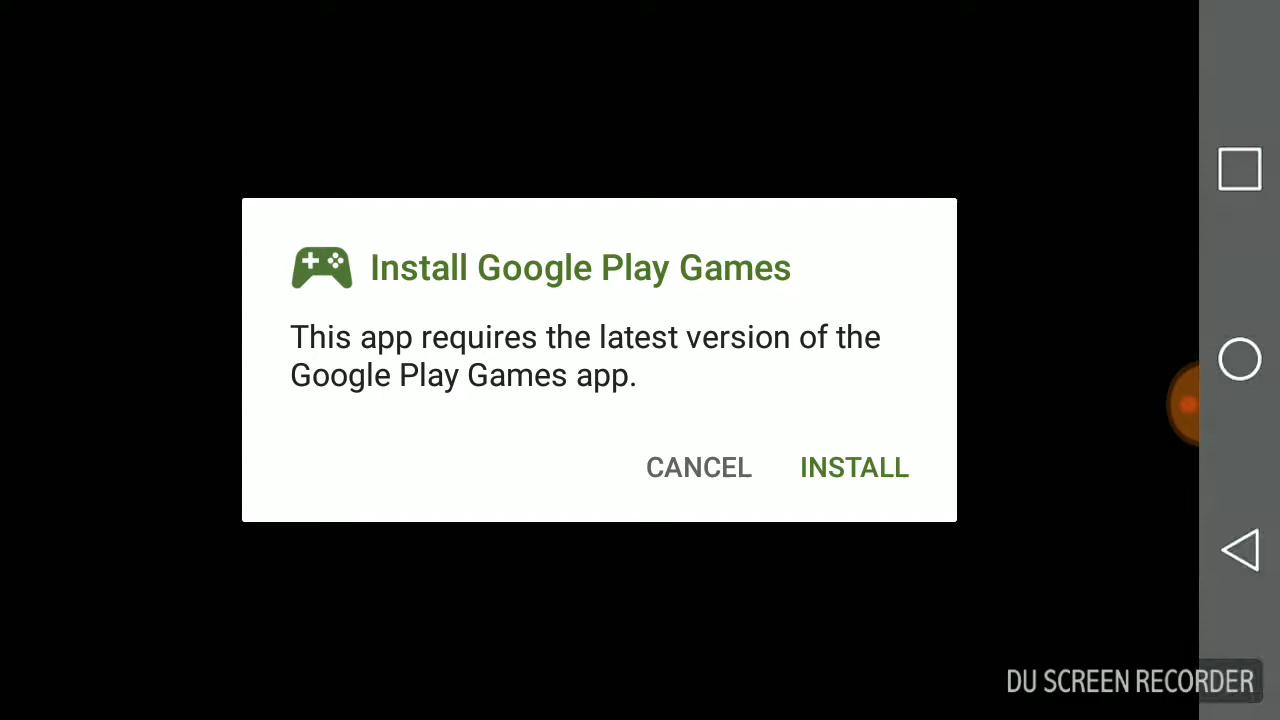 Install Google Play Games
This app requires the latest version of the
Google Play Games app.
CANCEL INSTALL
DU SCREEN RECORDER